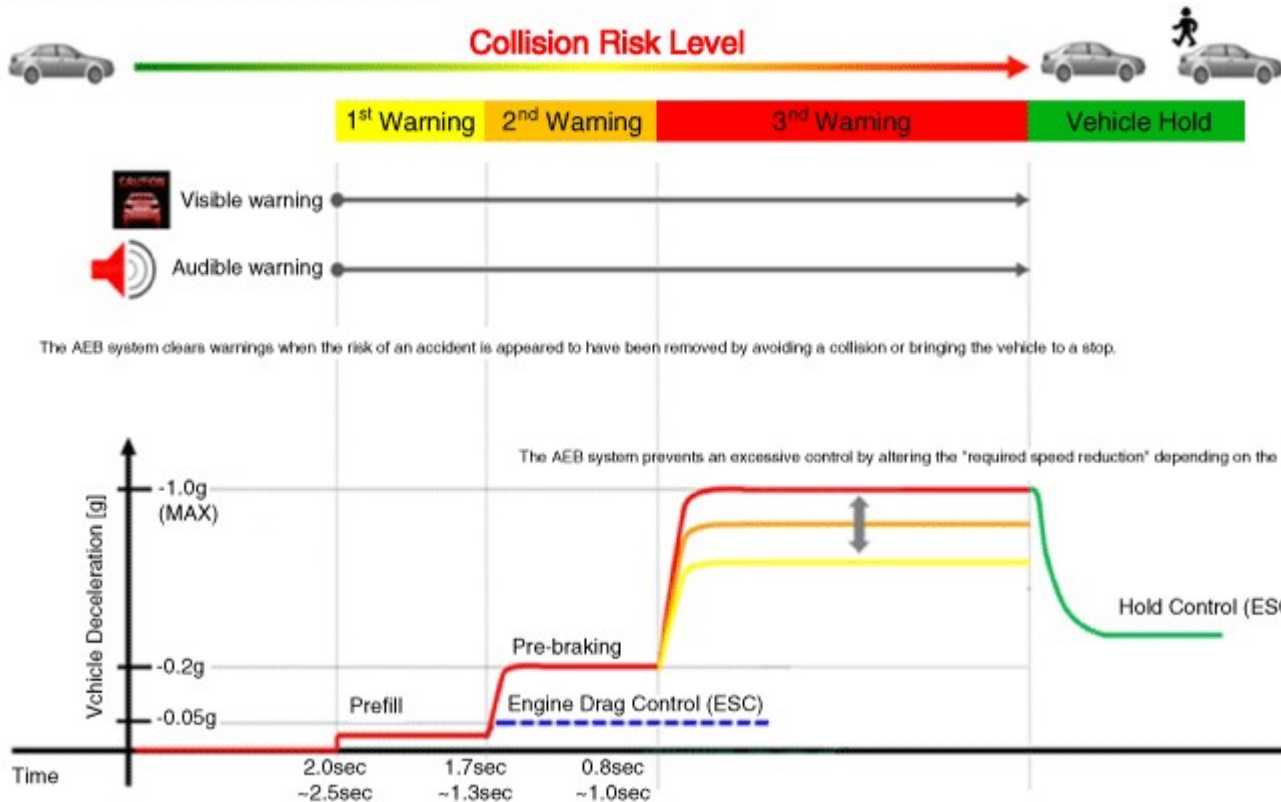 Collision Risk Level
1st Warning 2nd Warning 3nd Warning Vehicle Hold
CAUTION
Visible warning
Audible warning
The AEB system clears warnings when the risk of an accident is appeared to have been removed by avoiding a collision or bringing the vehicle to a stop.
The AEB system prevents an excessive control by altering the "required speed reduction" depending on the
-1.0g
(MAX)
Vehicle Deceleration [g]
Hold Control (ESC
Pre-braking
-0.2g
Prefill
Engine Drag Control (ESC)
-0.05g
Time
2.0sec 1.7sec 0.8sec
~2.5sec ~1.3sec ~1.0sec